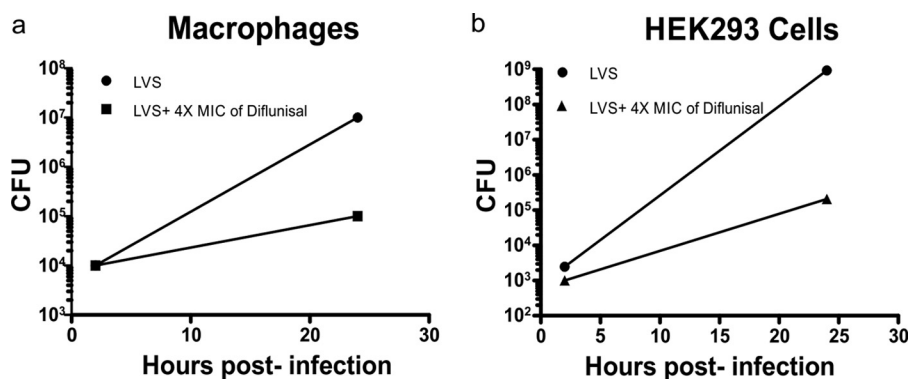 a
Macrophages
CFU
10⁸
10⁷
10⁶
10⁵
10⁴
10³
LVS
LVS+ 4X MIC of Diflunisal
0
10
20
30
Hours post- infection
b
HEK293 Cells
CFU
10⁹
10⁸
10⁷
10⁶
10⁵
10⁴
10³
10²
LVS
LVS+ 4X MIC of Diflunisal
0
5
10
15
20
25
30
Hours post- infection